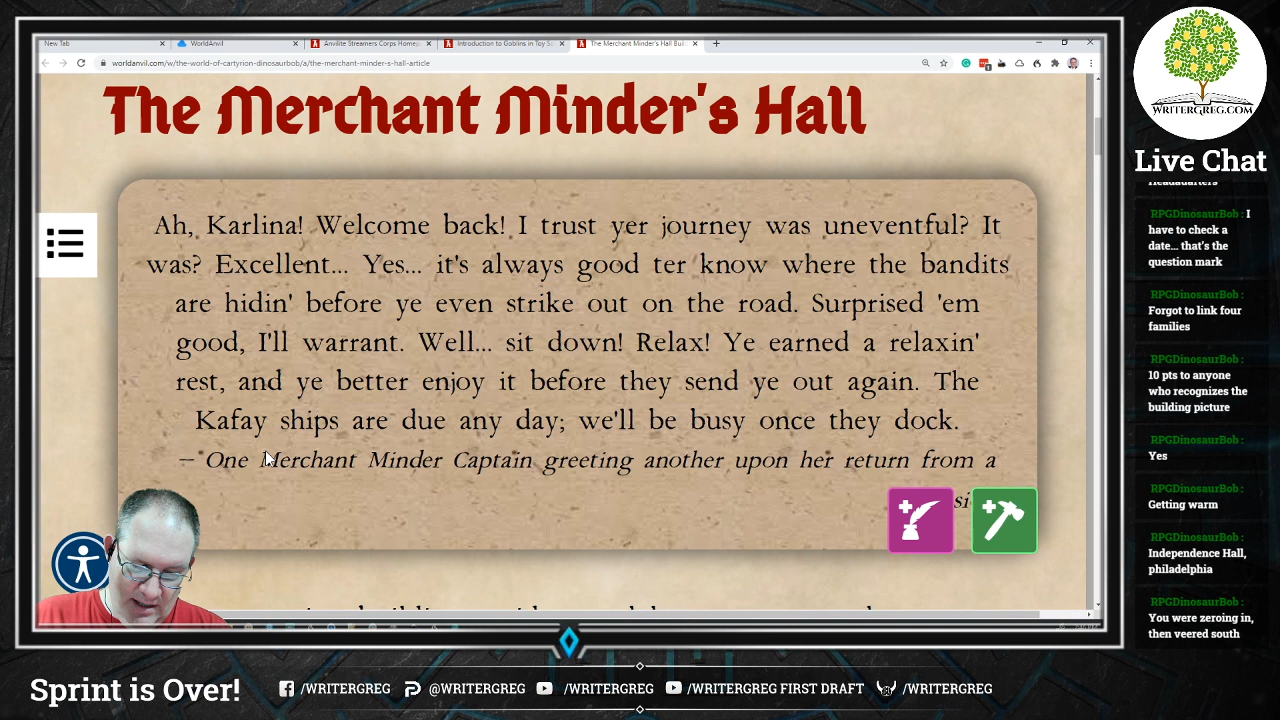 New Tab
WorldAnvil
Anvilite Streamers Corps Homep
Introduction to Goblins in Toy S
The Merchant Minder's Hall Buil
worldanvil.com/w/the-world-of-cartyrion-dinosaurbob/a/the-merchant-minder-s-hall-article
The Merchant Minder's Hall
Ah, Karlina! Welcome back! I trust yer journey was uneventful? It
was? Excellent... Yes... it's always good ter know where the bandits
are hidin' before ye even strike out on the road. Surprised 'em
good, I'll warrant. Well... sit down! Relax! Ye earned a relaxin'
rest, and ye better enjoy it before they send ye out again. The
Kafay ships are due any day; we'll be busy once they dock.
— One Merchant Minder Captain greeting another upon her return from a
WRITERGREG.COM
Live Chat
Headquarters
RPGDinosaurBob : I
have to check a
date... that's the
question mark
RPGDinosaurBob :
Forgot to link four
families
RPGDinosaurBob :
10 pts to anyone
who recognizes the
building picture
RPGDinosaurBob :
Yes
RPGDinosaurBob :
Getting warm
RPGDinosaurBob :
Independence Hall,
philadelphia
RPGDinosaurBob :
You were zeroing in,
then veered south
Sprint is Over!
/WRITERGREG
@WRITERGREG
/WRITERGREG
/WRITERGREG FIRST DRAFT
/WRITERGREG